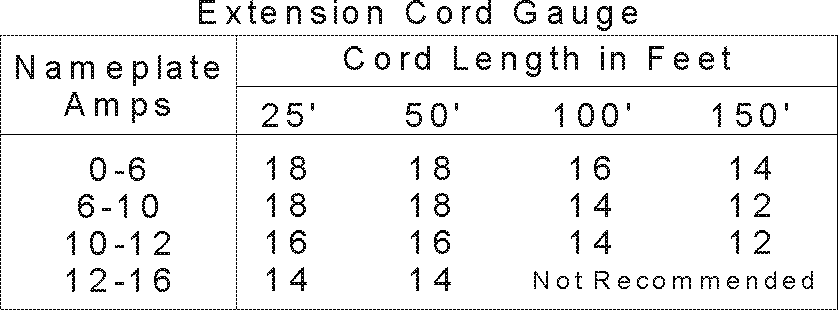 Extension Cord Gauge
Nameplate Amps Cord Length in Feet
25' 50' 100' 150'
0-6 18 18 16 14
6-10 18 18 14 12
10-12 16 16 14 12
12-16 14 14 Not Recommended